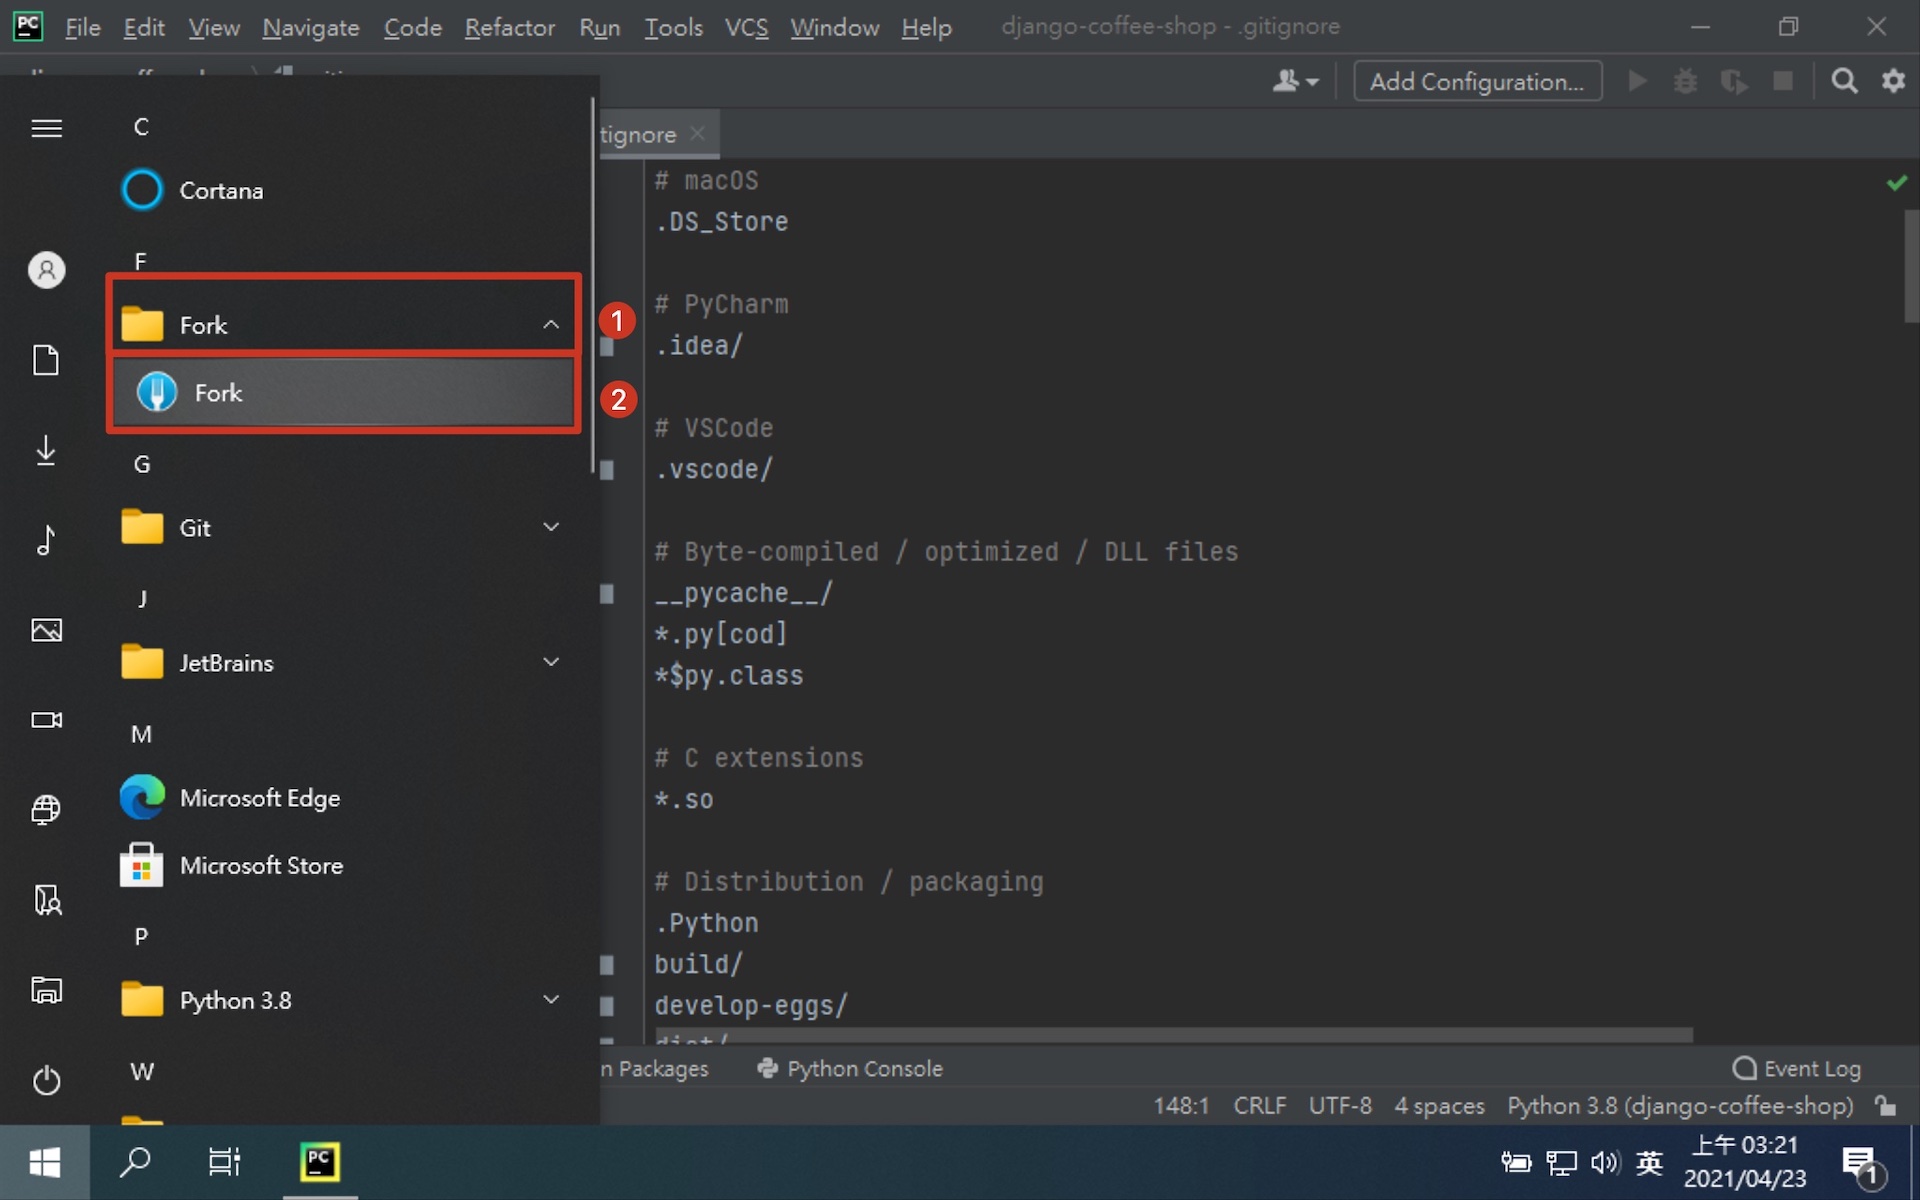 PC
File Edit View Navigate Code Refactor Run Tools VCS Window Help
django-coffee-shop - .gitignore
Add Configuration...
tignore
C
Cortana
F
Fork
1
Fork
2
G
Git
J
JetBrains
M
Microsoft Edge
Microsoft Store
P
Python 3.8
W
# macOS
.DS_Store
# PyCharm
.idea/
# VSCode
.vscode/
# Byte-compiled / optimized / DLL files
__pycache__/
*.py[cod]
*$py.class
# C extensions
*.so
# Distribution / packaging
.Python
build/
develop-eggs/
dist/
n Packages
Python Console
Event Log
148:1 CRLF UTF-8 4 spaces Python 3.8 (django-coffee-shop)
PC
英
上午 03:21
2021/04/23
1